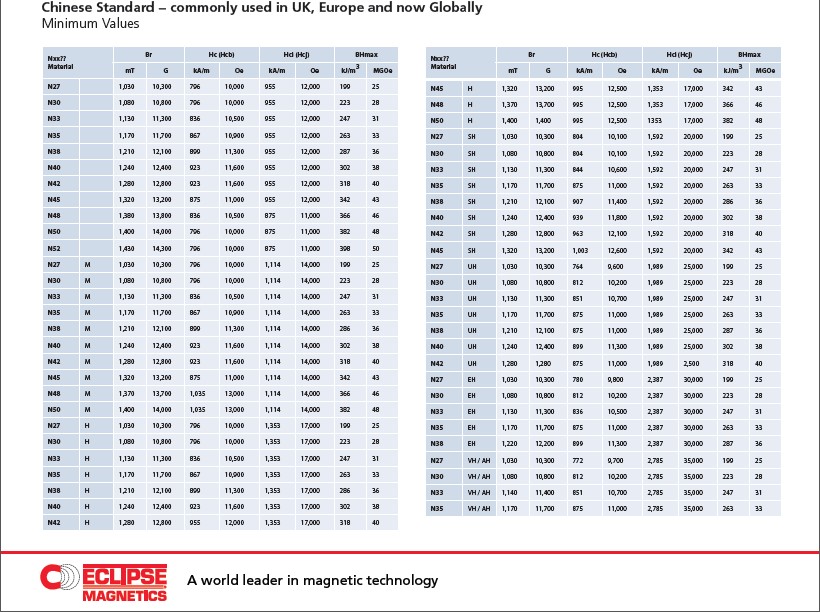 Chinese Standard – commonly used in UK, Europe and now Globally
Minimum Values
Nxx?? Material Br Hc (Hcb) Hci (Hcj) BHmax
mT G kA/m Oe kA/m Oe kJ/m3 MGOe
N27 1,030 10,300 796 10,000 955 12,000 199 25
N30 1,080 10,800 796 10,000 955 12,000 223 28
N33 1,130 11,300 836 10,500 955 12,000 247 31
N35 1,170 11,700 867 10,900 955 12,000 263 33
N38 1,210 12,100 899 11,300 955 12,000 287 36
N40 1,240 12,400 923 11,600 955 12,000 302 38
N42 1,280 12,800 923 11,600 955 12,000 318 40
N45 1,320 13,200 875 11,000 955 12,000 342 43
N48 1,380 13,800 836 10,500 875 11,000 366 46
N50 1,400 14,000 796 10,000 875 11,000 382 48
N52 1,430 14,300 796 10,000 875 11,000 398 50
N27 M 1,030 10,300 796 10,000 1,114 14,000 199 25
N30 M 1,080 10,800 796 10,000 1,114 14,000 223 28
N33 M 1,130 11,300 836 10,500 1,114 14,000 247 31
N35 M 1,170 11,700 867 10,900 1,114 14,000 263 33
N38 M 1,210 12,100 899 11,300 1,114 14,000 286 36
N40 M 1,240 12,400 923 11,600 1,114 14,000 302 38
N42 M 1,280 12,800 923 11,600 1,114 14,000 318 40
N45 M 1,320 13,200 875 11,000 1,114 14,000 342 43
N48 M 1,370 13,700 1,035 13,000 1,114 14,000 366 46
N50 M 1,400 14,000 1,035 13,000 1,114 14,000 382 48
N27 H 1,030 10,300 796 10,000 1,353 17,000 199 25
N30 H 1,080 10,800 796 10,000 1,353 17,000 223 28
N33 H 1,130 11,300 836 10,500 1,353 17,000 247 31
N35 H 1,170 11,700 867 10,900 1,353 17,000 263 33
N38 H 1,210 12,100 899 11,300 1,353 17,000 286 36
N40 H 1,240 12,400 923 11,600 1,353 17,000 302 38
N42 H 1,280 12,800 955 12,000 1,353 17,000 318 40
Nxx?? Material Br Hc (Hcb) Hci (Hcj) BHmax
mT G kA/m Oe kA/m Oe kJ/m3 MGOe
N45 H 1,320 13,200 995 12,500 1,353 17,000 342 43
N48 H 1,370 13,700 995 12,500 1,353 17,000 366 46
N50 H 1,400 1,400 995 12,500 1353 17,000 382 48
N27 SH 1,030 10,300 804 10,100 1,592 20,000 199 25
N30 SH 1,080 10,800 804 10,100 1,592 20,000 223 28
N33 SH 1,130 11,300 844 10,600 1,592 20,000 247 31
N35 SH 1,170 11,700 875 11,000 1,592 20,000 263 33
N38 SH 1,210 12,100 907 11,400 1,592 20,000 286 36
N40 SH 1,240 12,400 939 11,800 1,592 20,000 302 38
N42 SH 1,280 12,800 963 12,100 1,592 20,000 318 40
N45 SH 1,320 13,200 1,003 12,600 1,592 20,000 342 43
N27 UH 1,030 10,300 764 9,600 1,989 25,000 199 25
N30 UH 1,080 10,800 812 10,200 1,989 25,000 223 28
N33 UH 1,130 11,300 851 10,700 1,989 25,000 247 31
N35 UH 1,170 11,700 875 11,000 1,989 25,000 263 33
N38 UH 1,210 12,100 875 11,000 1,989 25,000 287 36
N40 UH 1,240 12,400 899 11,300 1,989 25,000 302 38
N42 UH 1,280 1,280 875 11,000 1,989 2,500 318 40
N27 EH 1,030 10,300 780 9,800 2,387 30,000 199 25
N30 EH 1,080 10,800 812 10,200 2,387 30,000 223 28
N33 EH 1,130 11,300 836 10,500 2,387 30,000 247 31
N35 EH 1,170 11,700 875 11,000 2,387 30,000 263 33
N38 EH 1,220 12,200 899 11,300 2,387 30,000 287 36
N27 VH / AH 1,030 10,300 772 9,700 2,785 35,000 199 25
N30 VH / AH 1,080 10,800 812 10,200 2,785 35,000 223 28
N33 VH / AH 1,140 11,400 851 10,700 2,785 35,000 247 31
N35 VH / AH 1,170 11,700 875 11,000 2,785 35,000 263 33
ECLIPSE
MAGNETICS
A world leader in magnetic technology